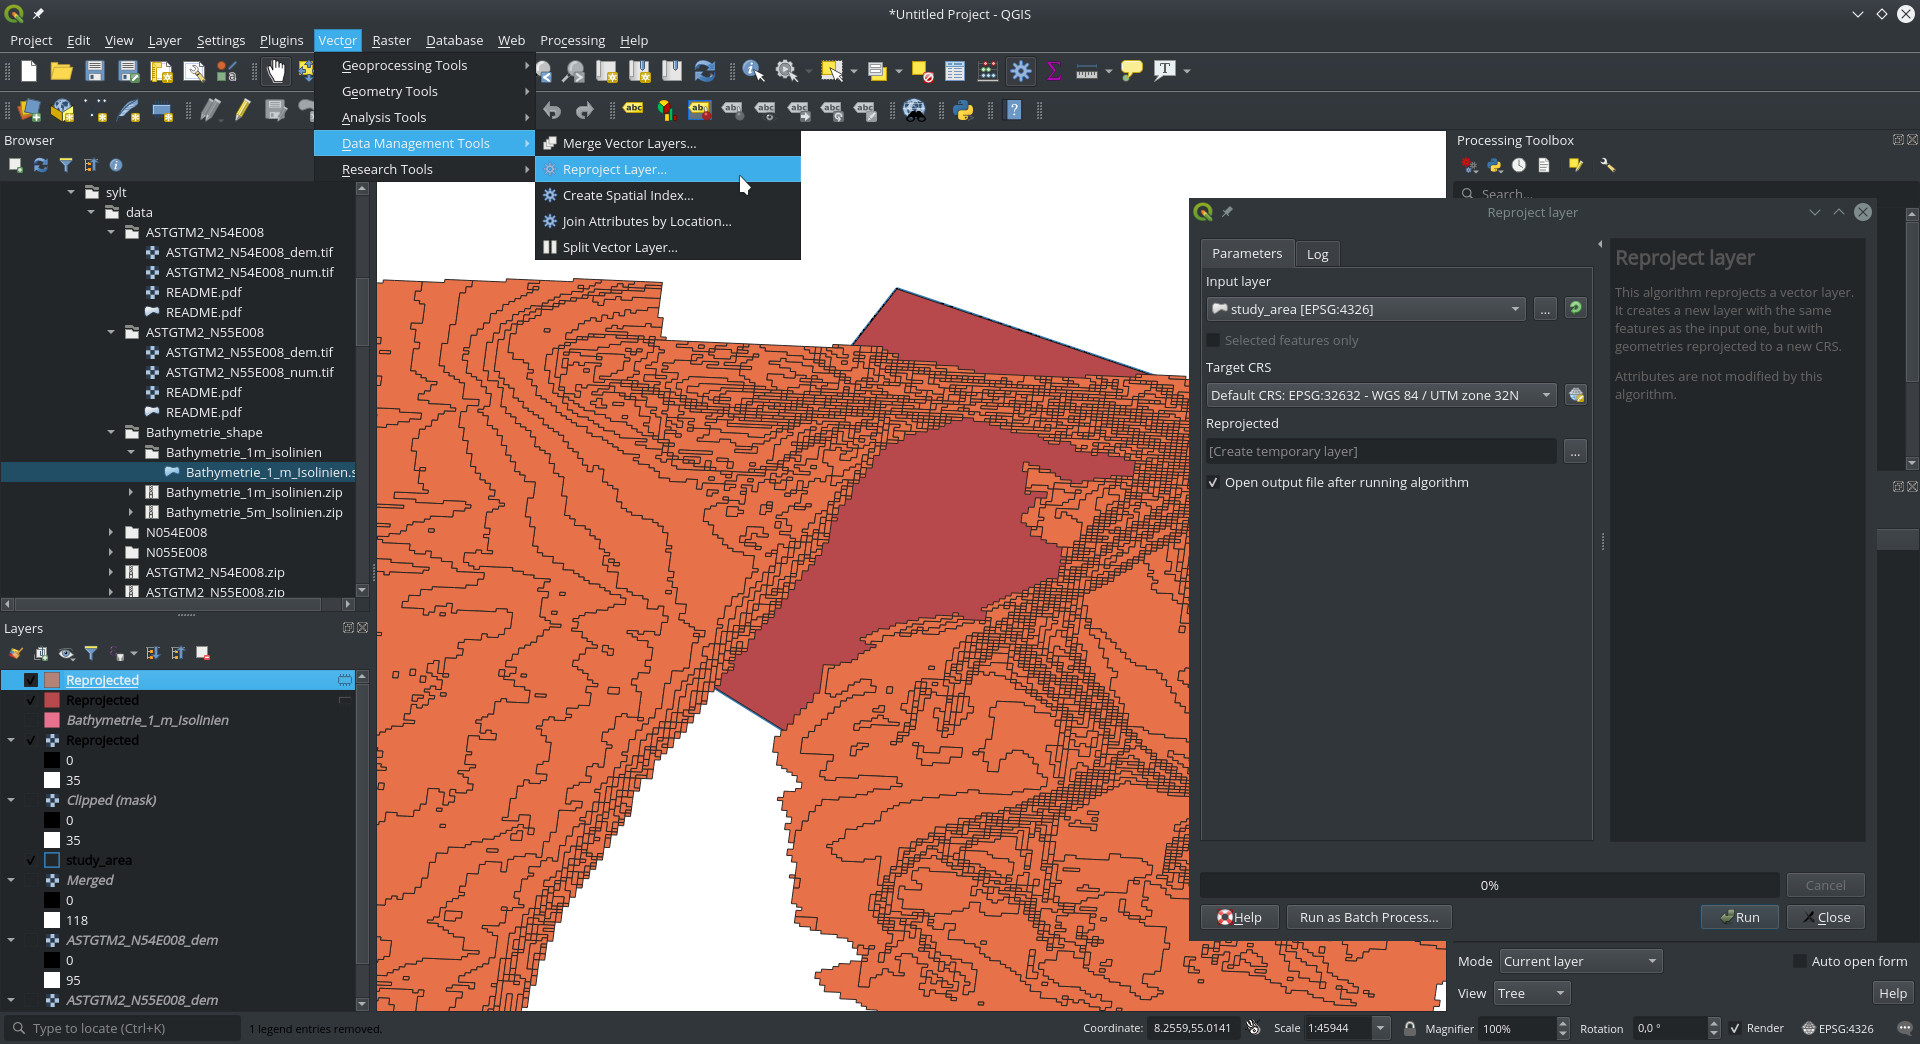 *Untitled Project - QGIS
Project Edit View Layer Settings Plugins Vector Raster Database Web Processing Help
Geoprocessing Tools
Geometry Tools
Analysis Tools
Data Management Tools
Research Tools
Merge Vector Layers...
Reproject Layer...
Create Spatial Index...
Join Attributes by Location...
Split Vector Layer...
Browser
sylt
data
ASTGTM2_N54E008
ASTGTM2_N54E008_dem.tif
ASTGTM2_N54E008_num.tif
README.pdf
README.pdf
ASTGTM2_N55E008
ASTGTM2_N55E008_dem.tif
ASTGTM2_N55E008_num.tif
README.pdf
README.pdf
Bathymetrie_shape
Bathymetrie_1m_isolinien
Bathymetrie_1_m_Isolinien.s
Bathymetrie_1m_isolinien.zip
Bathymetrie_5m_Isolinien.zip
N054E008
N055E008
ASTGTM2_N54E008.zip
ASTGTM2_N55E008.zip
Layers
Reprojected
Reprojected
Bathymetrie_1_m_Isolinien
Reprojected
0
35
Clipped (mask)
0
35
study_area
Merged
0
118
ASTGTM2_N54E008_dem
0
95
ASTGTM2_N55E008_dem
Processing Toolbox
Search...
Reproject layer
Parameters Log
Input layer
study_area [EPSG:4326]
...
Selected features only
Target CRS
Default CRS: EPSG:32632 - WGS 84 / UTM zone 32N
Reprojected
[Create temporary layer]
...
Open output file after running algorithm
Reproject layer
This algorithm reprojects a vector layer.
It creates a new layer with the same
features as the input one, but with
geometries reprojected to a new CRS.
Attributes are not modified by this
algorithm.
0%
Cancel
Help Run as Batch Process... Run Close
Mode Current layer Auto open form
View Tree Help
Type to locate (Ctrl+K) 1 legend entries removed. Coordinate: 8.2559,55.0141 Scale 1:45944 Magnifier 100% Rotation 0,0 ° Render EPSG:4326